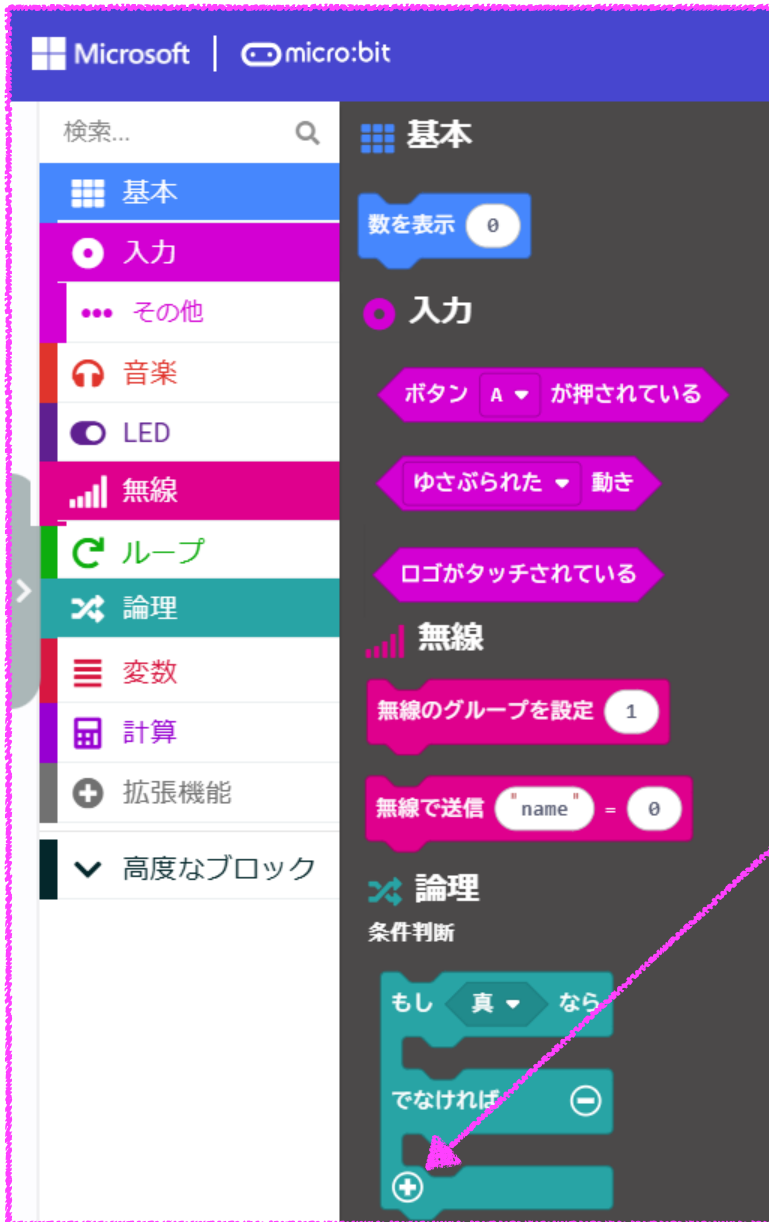 Microsoft | micro:bit
検索...
基本
入力
その他
音楽
LED
無線
ループ
論理
変数
計算
拡張機能
高度なブロック
基本
数を表示 0
入力
ボタン A が押されている
ゆさぶられた 動き
ロゴがタッチされている
無線
無線のグループを設定 1
無線で送信 "name" = 0
論理
条件判断
もし 真 なら
でなければ